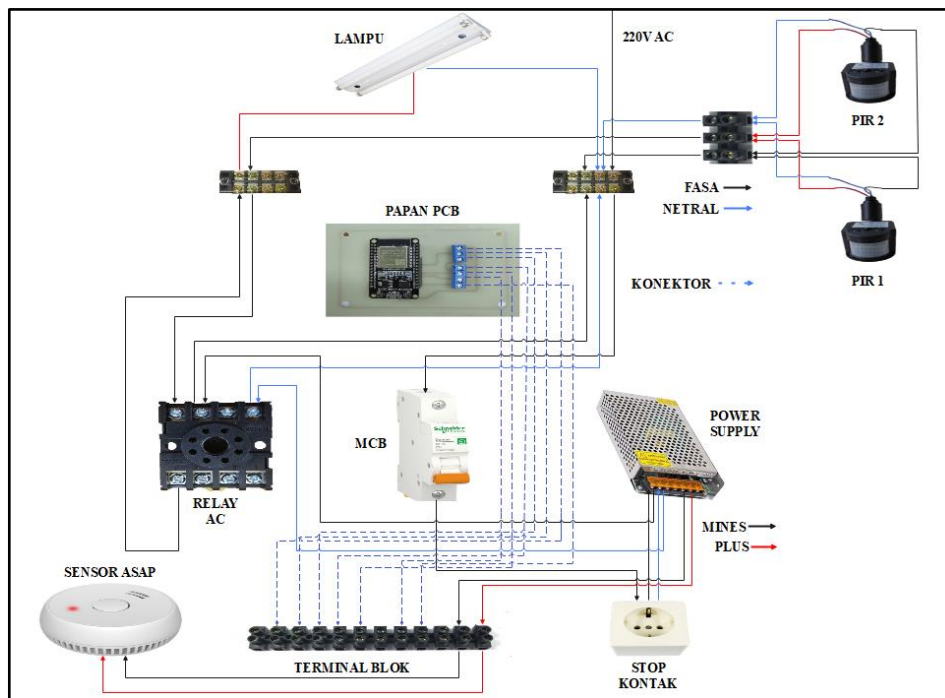 LAMPU
220V AC
PIR 2
FASA
NETRAL
PAPAN PCB
PIR 1
KONEKTOR
POWER
SUPPLY
MCB
Schneider
RELAY
AC
MINES
PLUS
SENSOR ASAP
TERMINAL BLOK
STOP
KONTAK